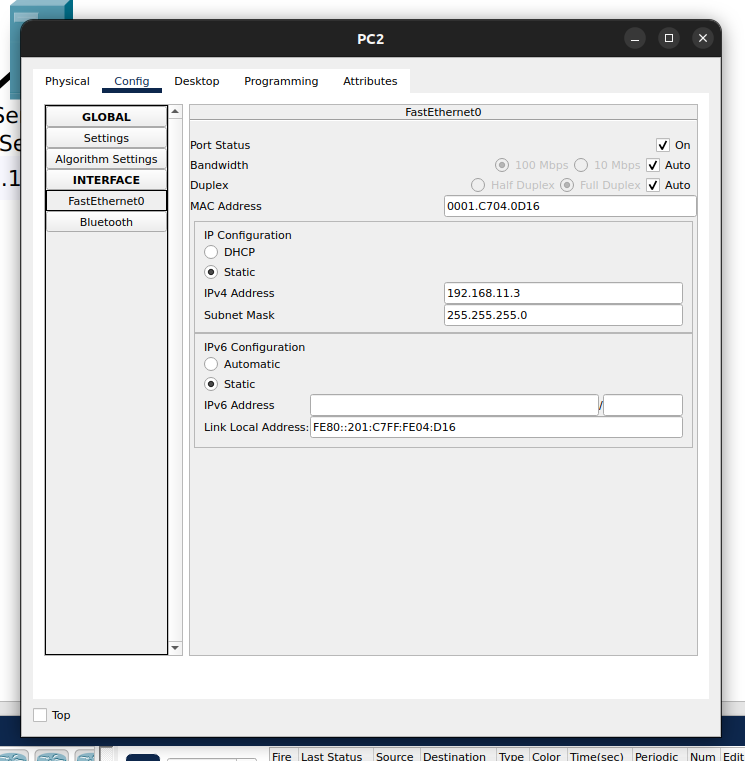 PC2
Physical Config Desktop Programming Attributes
GLOBAL
Settings
Algorithm Settings
INTERFACE
FastEthernet0
Bluetooth
FastEthernet0
Port Status On
Bandwidth 100 Mbps 10 Mbps Auto
Duplex Half Duplex Full Duplex Auto
MAC Address 0001.C704.0D16
IP Configuration
DHCP
Static
IPv4 Address 192.168.11.3
Subnet Mask 255.255.255.0
IPv6 Configuration
Automatic
Static
IPv6 Address /
Link Local Address: FE80::201:C7FF:FE04:D16
Top
Se
Se
.1
Fire Last Status Source Destination Type Color Time(sec) Periodic Num Edit